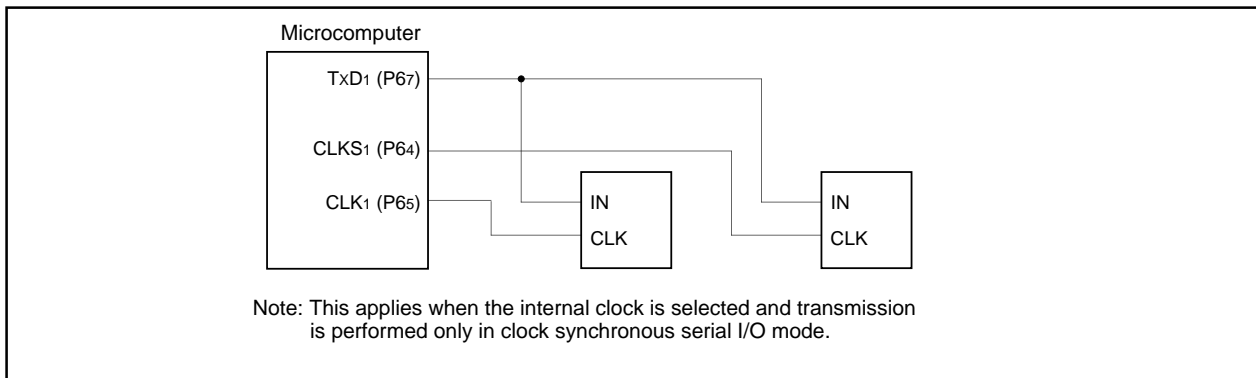 Microcomputer
TXD1 (P67)
CLKS1 (P64)
CLK1 (P65)
IN
CLK
IN
CLK
Note: This applies when the internal clock is selected and transmission
is performed only in clock synchronous serial I/O mode.